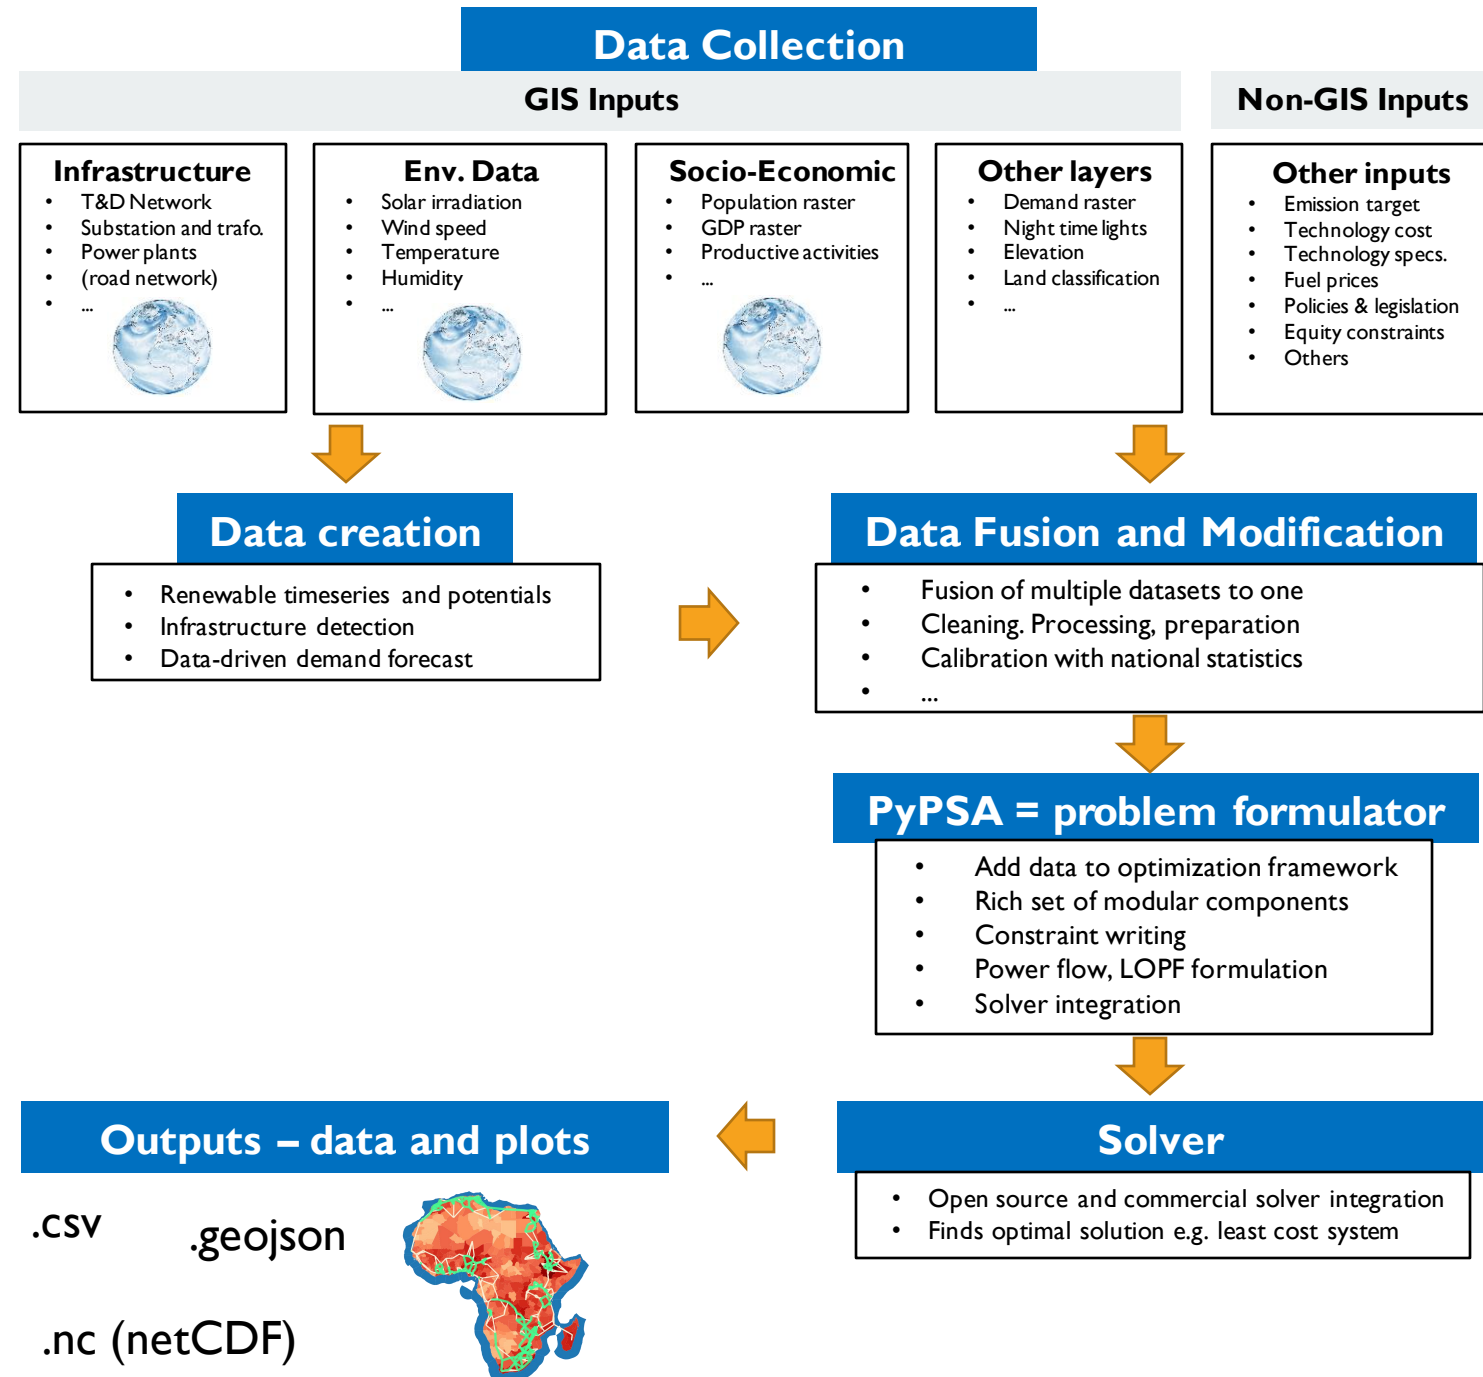 Data Collection
GIS Inputs
Non-GIS Inputs
Infrastructure
• T&D Network
• Substation and trafo.
• Power plants
• (road network)
• ...
Env. Data
• Solar irradiation
• Wind speed
• Temperature
• Humidity
• ...
Socio-Economic
• Population raster
• GDP raster
• Productive activities
• ...
Other layers
• Demand raster
• Night time lights
• Elevation
• Land classification
• ...
Other inputs
• Emission target
• Technology cost
• Technology specs.
• Fuel prices
• Policies & legislation
• Equity constraints
• Others
Data creation
• Renewable timeseries and potentials
• Infrastructure detection
• Data-driven demand forecast
Data Fusion and Modification
• Fusion of multiple datasets to one
• Cleaning. Processing, preparation
• Calibration with national statistics
• ...
PyPSA = problem formulator
• Add data to optimization framework
• Rich set of modular components
• Constraint writing
• Power flow, LOPF formulation
• Solver integration
Solver
• Open source and commercial solver integration
• Finds optimal solution e.g. least cost system
Outputs – data and plots
.csv
.geojson
.nc (netCDF)